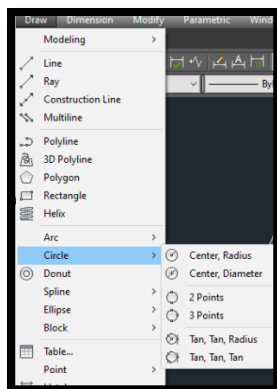 Draw Dimension Modify Parametric
Modeling
Line
Ray
Construction Line
Multiline
Polyline
3D Polyline
Polygon
Rectangle
Helix
Arc
Circle
Donut
Spline
Ellipse
Block
Table...
Point
Center, Radius
Center, Diameter
2 Points
3 Points
Tan, Tan, Radius
Tan, Tan, Tan